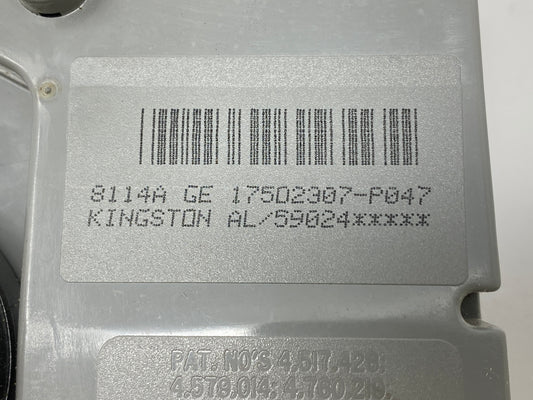 8114A GE 175D2307-P047
KINGSTON AL/59024*****
PAT. NO'S 4,517,428;
4,579,014; 4,760,219.